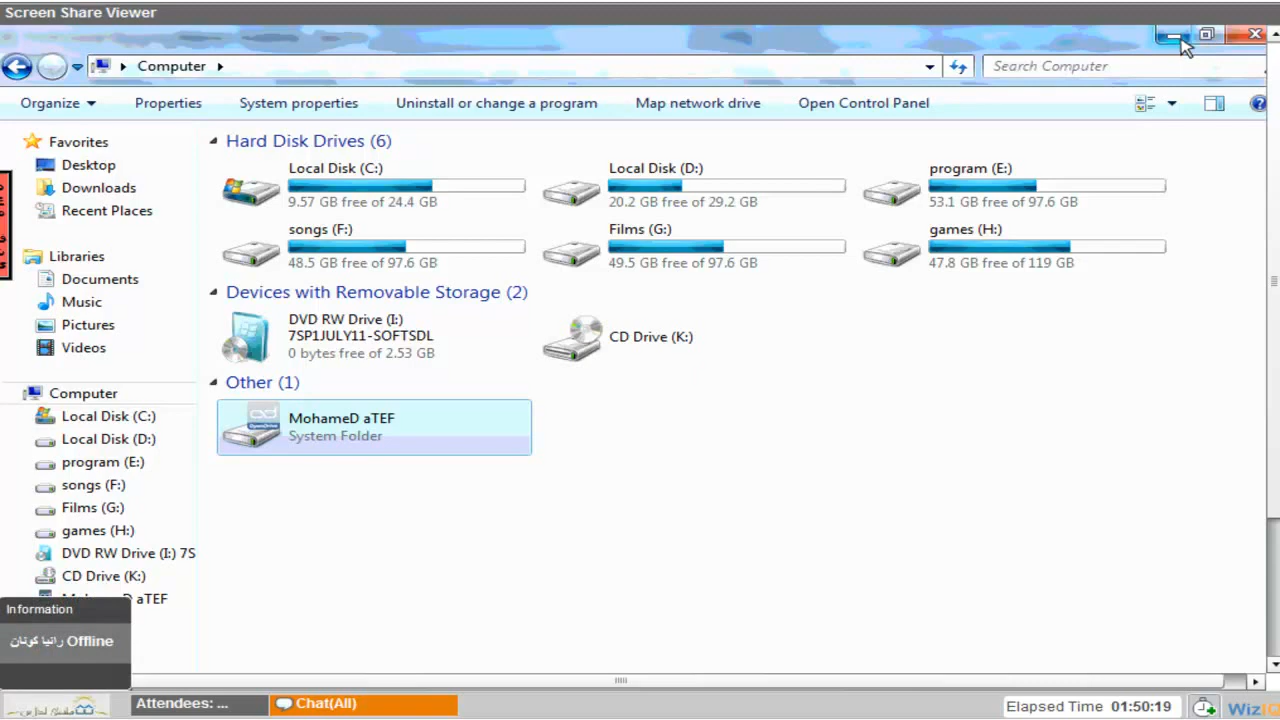 Screen Share Viewer
Computer
Search Computer
Organize
Properties
System properties
Uninstall or change a program
Map network drive
Open Control Panel
Favorites
Desktop
Downloads
Recent Places
Libraries
Documents
Music
Pictures
Videos
Computer
Local Disk (C:)
Local Disk (D:)
program (E:)
songs (F:)
Films (G:)
games (H:)
DVD RW Drive (I:) 7S
CD Drive (K:)
aTEF
Hard Disk Drives (6)
Local Disk (C:)
9.57 GB free of 24.4 GB
Local Disk (D:)
20.2 GB free of 29.2 GB
program (E:)
53.1 GB free of 97.6 GB
songs (F:)
48.5 GB free of 97.6 GB
Films (G:)
49.5 GB free of 97.6 GB
games (H:)
47.8 GB free of 119 GB
Devices with Removable Storage (2)
DVD RW Drive (I:)
7SP1JULY11-SOFTSDL
0 bytes free of 2.53 GB
CD Drive (K:)
Other (1)
MohameD aTEF
System Folder
Information
رانيا كونان Offline
Attendees: ...
Chat(All)
Elapsed Time 01:50:19
WizIQ